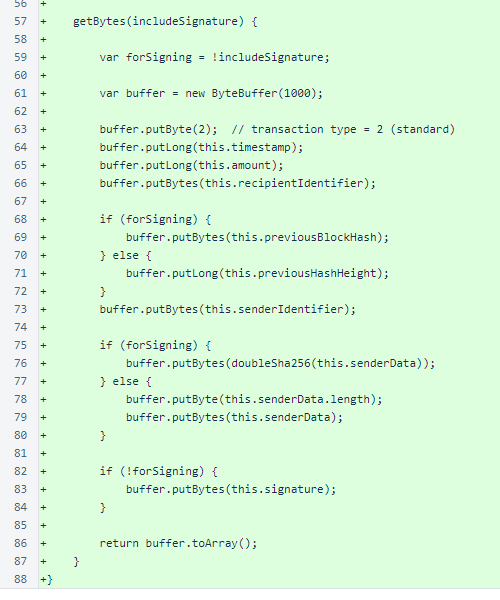 56 +
57 + getBytes(includeSignature) {
58 +
59 + var forSigning = !includeSignature;
60 +
61 + var buffer = new ByteBuffer(1000);
62 +
63 + buffer.putByte(2); // transaction type = 2 (standard)
64 + buffer.putLong(this.timestamp);
65 + buffer.putLong(this.amount);
66 + buffer.putBytes(this.recipientIdentifier);
67 +
68 + if (forSigning) {
69 + buffer.putBytes(this.previousBlockHash);
70 + } else {
71 + buffer.putLong(this.previousHashHeight);
72 + }
73 + buffer.putBytes(this.senderIdentifier);
74 +
75 + if (forSigning) {
76 + buffer.putBytes(doubleSha256(this.senderData));
77 + } else {
78 + buffer.putByte(this.senderData.length);
79 + buffer.putBytes(this.senderData);
80 + }
81 +
82 + if (!forSigning) {
83 + buffer.putBytes(this.signature);
84 + }
85 +
86 + return buffer.toArray();
87 + }
88 +}